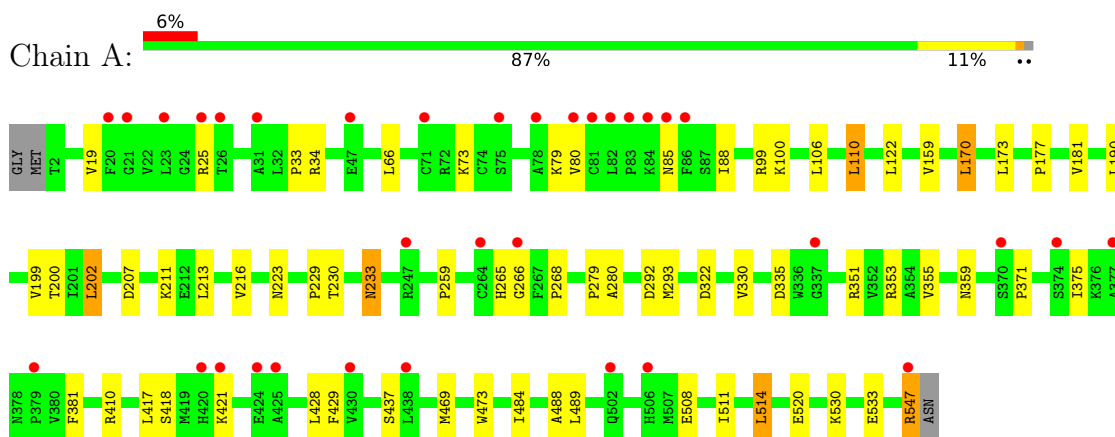 6%
Chain A:
87% 11% ••
GLY MET T2 V19 F20 G21 V22 L23 G24 R25 T26 A31 L32 P33 R34 E47 L66 C71 R72 K73 C74 S75 A78 K79 V80 C81 L82 P83 K84 N85 F86 S87 I88 R99 K100 L106 L110 L122 V159 L170 L173 P177 V181 L190
V199 T200 I201 L202 D207 K211 E212 L213 V216 N223 P229 T230 N233 R247 P259 C264 H265 G266 F267 P268 P279 A280 D292 M293 D322 V330 D335 W336 G337 R351 V352 R353 A354 V355 N359 S370 P371 S374 I375 K376 A377
N378 P379 V380 F381 R410 L417 S418 M419 H420 K421 E424 A425 L428 F429 V430 S437 L438 M469 W473 I484 A488 L489 Q502 H506 M507 E508 I511 L514 E520 K530 E533 R547 ASN